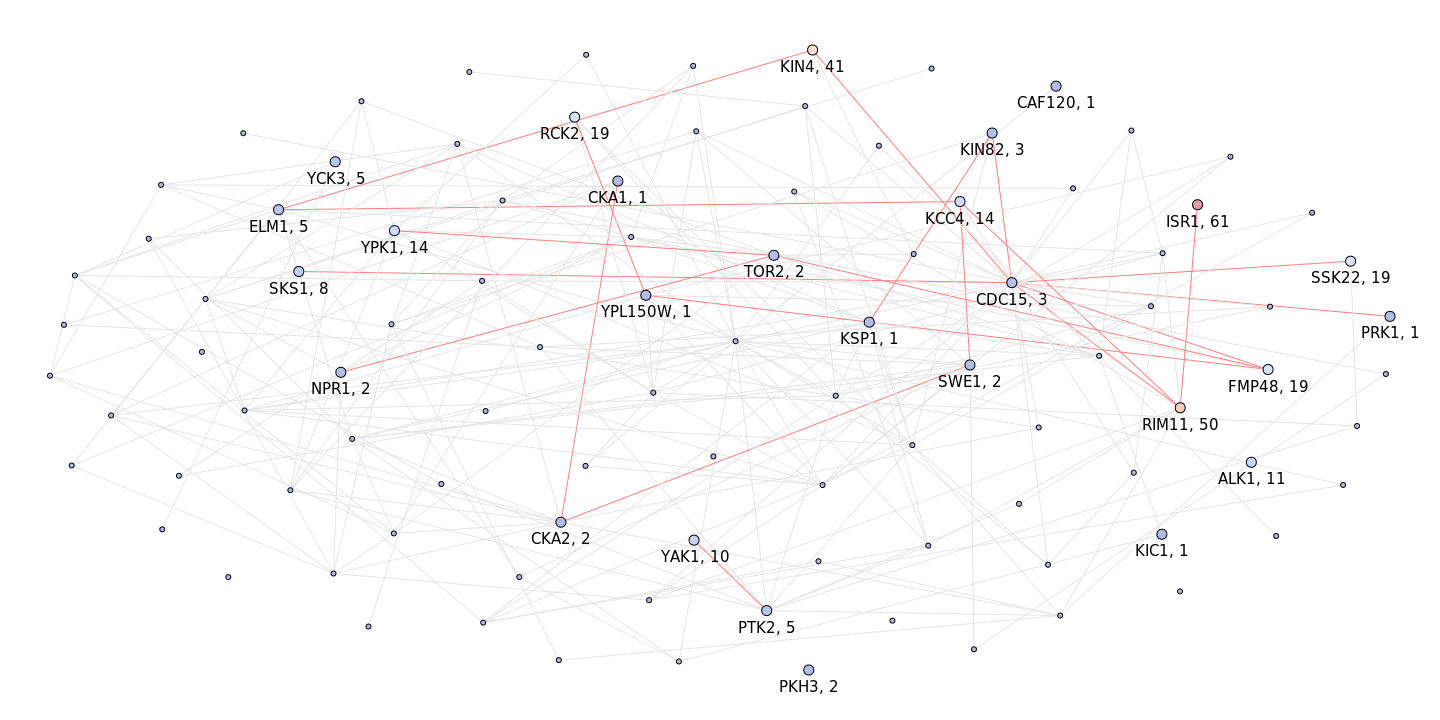 KIN4, 41
CAF120, 1
RCK2, 19
KIN82, 3
YCK3, 5
CKA1, 1
KCC4, 14
ISR1, 61
ELM1, 5
YPK1, 14
TOR2, 2
SSK22, 19
SKS1, 8
CDC15, 3
YPL150W, 1
PRK1, 1
KSP1, 1
NPR1, 2
SWE1, 2
FMP48, 19
RIM11, 50
ALK1, 11
CKA2, 2
KIC1, 1
YAK1, 10
PTK2, 5
PKH3, 2